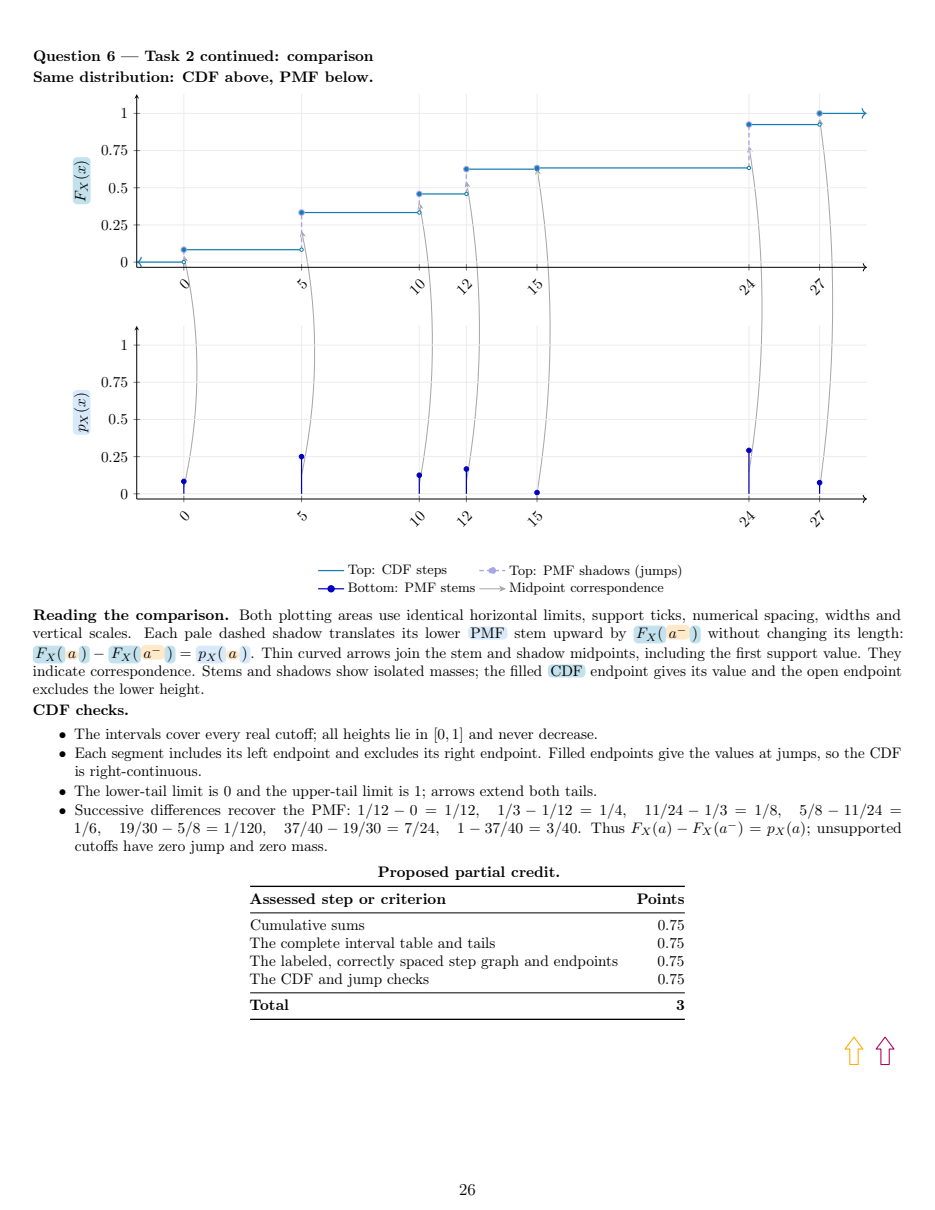 Question 6 — Task 2 continued: comparison
Same distribution: CDF above, PMF below.
1
0.75
0.5
0.25
0
F_X(x)
0 5 10 12 15 24 27
1
0.75
0.5
0.25
0
p_X(x)
0 5 10 12 15 24 27
Top: CDF steps Top: PMF shadows (jumps)
Bottom: PMF stems Midpoint correspondence
Reading the comparison. Both plotting areas use identical horizontal limits, support ticks, numerical spacing, widths and
vertical scales. Each pale dashed shadow translates its lower PMF stem upward by F_X(a⁻) without changing its length:
F_X(a) − F_X(a⁻) = p_X(a). Thin curved arrows join the stem and shadow midpoints, including the first support value. They
indicate correspondence. Stems and shadows show isolated masses; the filled CDF endpoint gives its value and the open endpoint
excludes the lower height.
CDF checks.
• The intervals cover every real cutoff; all heights lie in [0, 1] and never decrease.
• Each segment includes its left endpoint and excludes its right endpoint. Filled endpoints give the values at jumps, so the CDF
is right-continuous.
• The lower-tail limit is 0 and the upper-tail limit is 1; arrows extend both tails.
• Successive differences recover the PMF: 1/12 − 0 = 1/12, 1/3 − 1/12 = 1/4, 11/24 − 1/3 = 1/8, 5/8 − 11/24 =
1/6, 19/30 − 5/8 = 1/120, 37/40 − 19/30 = 7/24, 1 − 37/40 = 3/40. Thus F_X(a) − F_X(a⁻) = p_X(a); unsupported
cutoffs have zero jump and zero mass.
Proposed partial credit.
Assessed step or criterion Points
Cumulative sums 0.75
The complete interval table and tails 0.75
The labeled, correctly spaced step graph and endpoints 0.75
The CDF and jump checks 0.75
Total 3
26